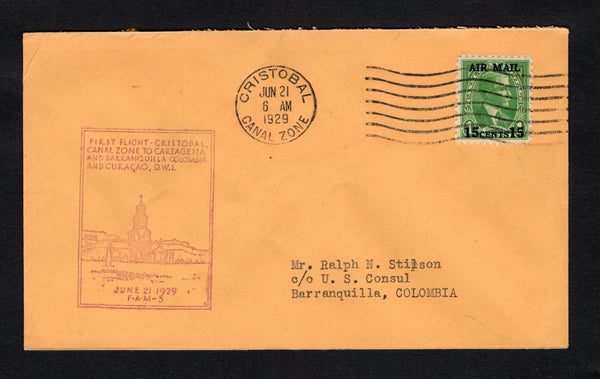 CRISTOBAL
JUN 21
6 AM
1929
CANAL ZONE
AIR MAIL
15 CENTS 15
FIRST FLIGHT · CRISTOBAL,
CANAL ZONE TO CARTAGENA
AND BARRANQUILLA COLOMBIA
AND CURAÇAO, D.W.I.
JUNE 21 1929
F·A·M-5
Mr. Ralph N. Stimson
c/o U. S. Consul
Barranquilla, COLOMBIA